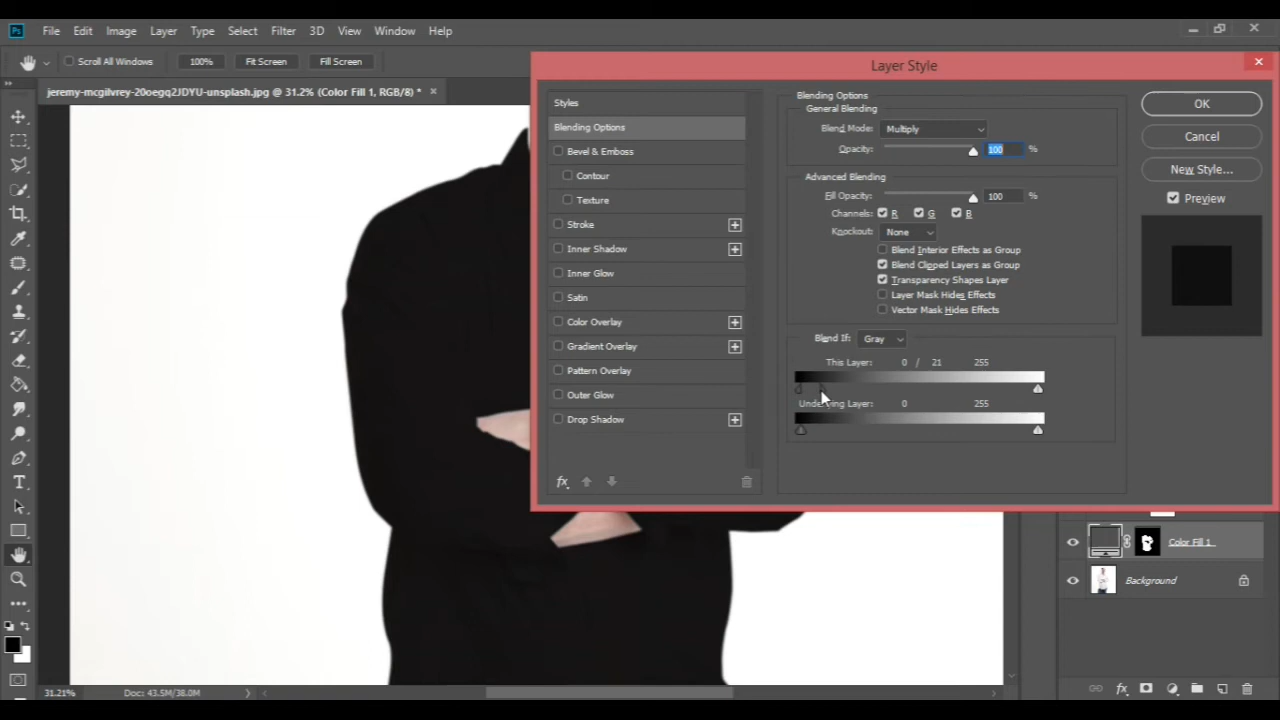 Ps File Edit Image Layer Type Select Filter 3D View Window Help
Scroll All Windows 100% Fit Screen Fill Screen
jeremy-mcgilvrey-20oegq2JDYU-unsplash.jpg @ 31.2% (Color Fill 1, RGB/8) *
Layer Style
Styles
Blending Options
Bevel & Emboss
Contour
Texture
Stroke
Inner Shadow
Inner Glow
Satin
Color Overlay
Gradient Overlay
Pattern Overlay
Outer Glow
Drop Shadow
fx
Blending Options
General Blending
Blend Mode: Multiply
Opacity: 100 %
Advanced Blending
Fill Opacity: 100 %
Channels: R G B
Knockout: None
Blend Interior Effects as Group
Blend Clipped Layers as Group
Transparency Shapes Layer
Layer Mask Hides Effects
Vector Mask Hides Effects
Blend If: Gray
This Layer: 0 / 21 255
Underlying Layer: 0 255
OK
Cancel
New Style...
Preview
Color Fill 1
Background
fx
T
31.21% Doc: 43.5M/38.0M